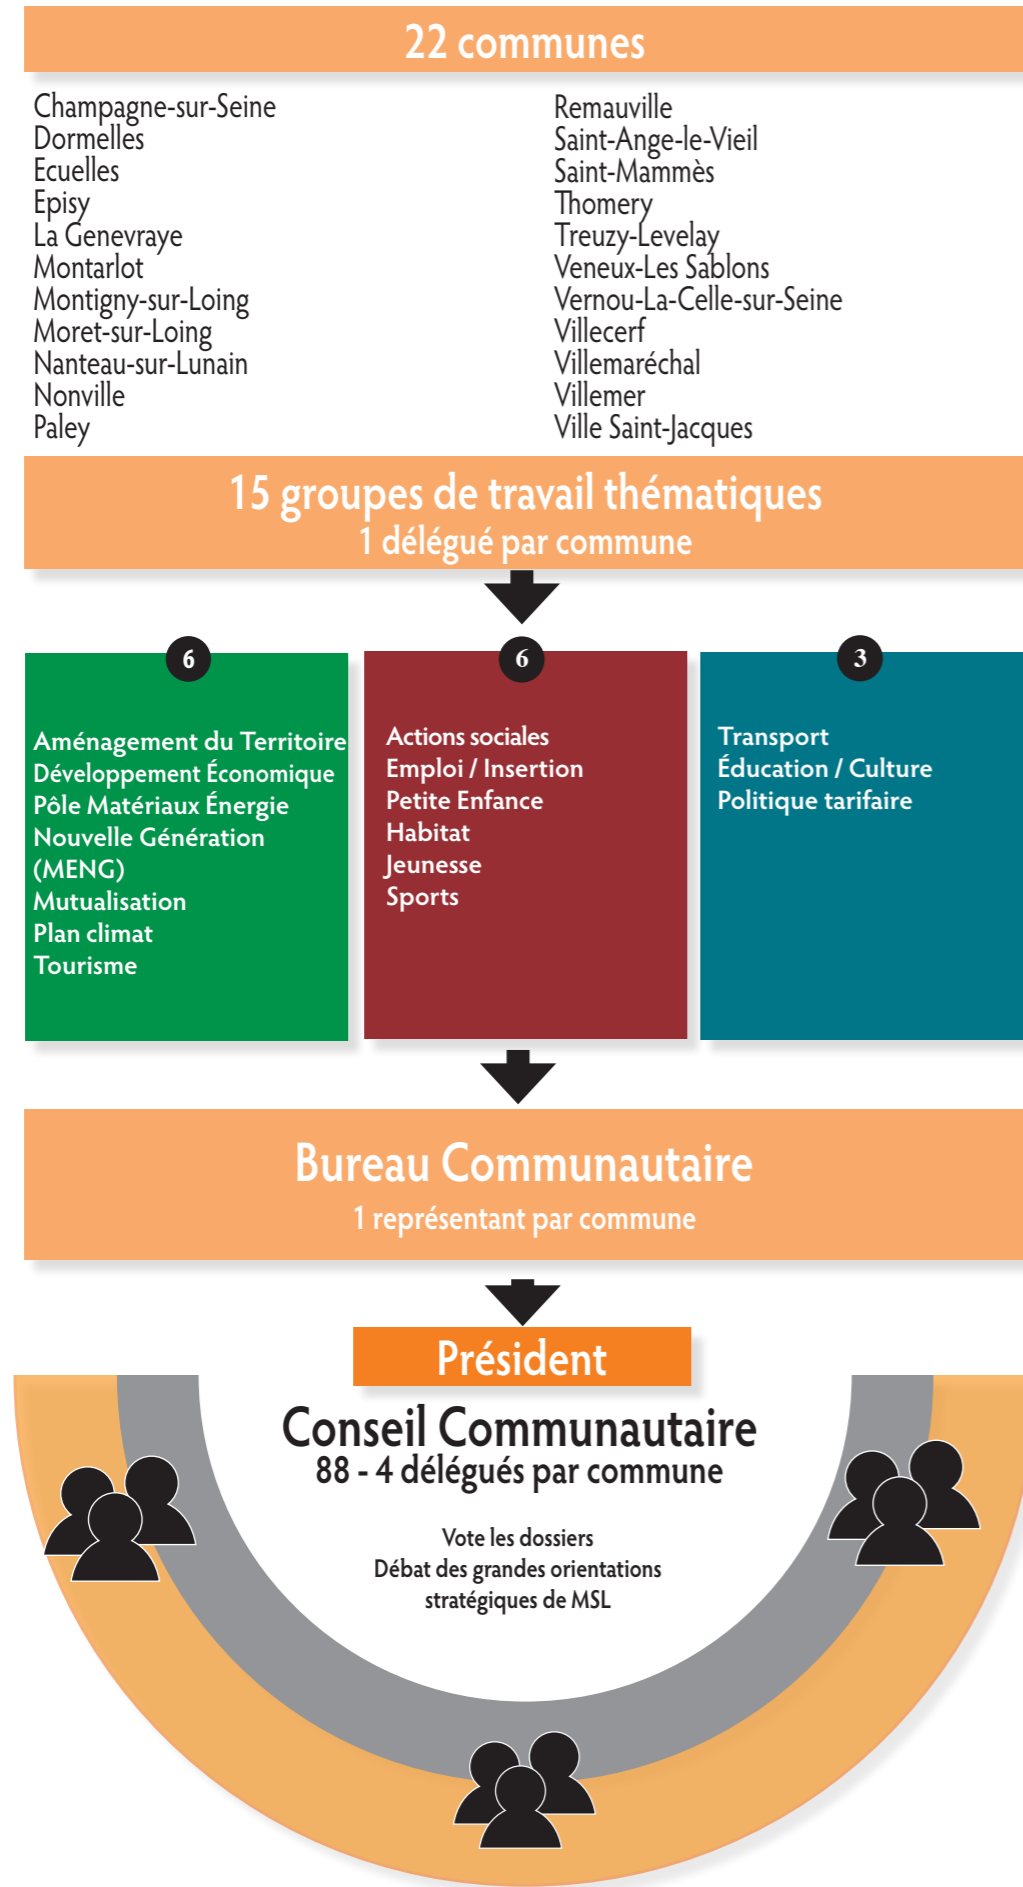 22 communes
Champagne-sur-Seine
Dormelles
Ecuelles
Episy
La Genevraye
Montarlot
Montigny-sur-Loing
Moret-sur-Loing
Nanteau-sur-Lunain
Nonville
Paley
Remauville
Saint-Ange-le-Vieil
Saint-Mammès
Thomery
Treuzy-Levelay
Veneux-Les Sablons
Vernou-La-Celle-sur-Seine
Villecerf
Villemaréchal
Villemer
Ville Saint-Jacques
15 groupes de travail thématiques
1 délégué par commune
6
Aménagement du Territoire
Développement Économique
Pôle Matériaux Énergie
Nouvelle Génération
(MENG)
Mutualisation
Plan climat
Tourisme
6
Actions sociales
Emploi / Insertion
Petite Enfance
Habitat
Jeunesse
Sports
3
Transport
Éducation / Culture
Politique tarifaire
Bureau Communautaire
1 représentant par commune
Président
Conseil Communautaire
88 - 4 délégués par commune
Vote les dossiers
Débat des grandes orientations
stratégiques de MSL